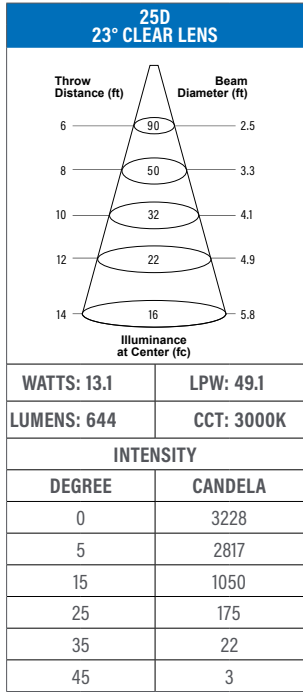 25D
23° CLEAR LENS
Throw Distance (ft)
Beam Diameter (ft)
6 90 2.5
8 50 3.3
10 32 4.1
12 22 4.9
14 16 5.8
Illuminance
at Center (fc)
WATTS: 13.1 LPW: 49.1
LUMENS: 644 CCT: 3000K
INTENSITY
DEGREE CANDELA
0 3228
5 2817
15 1050
25 175
35 22
45 3